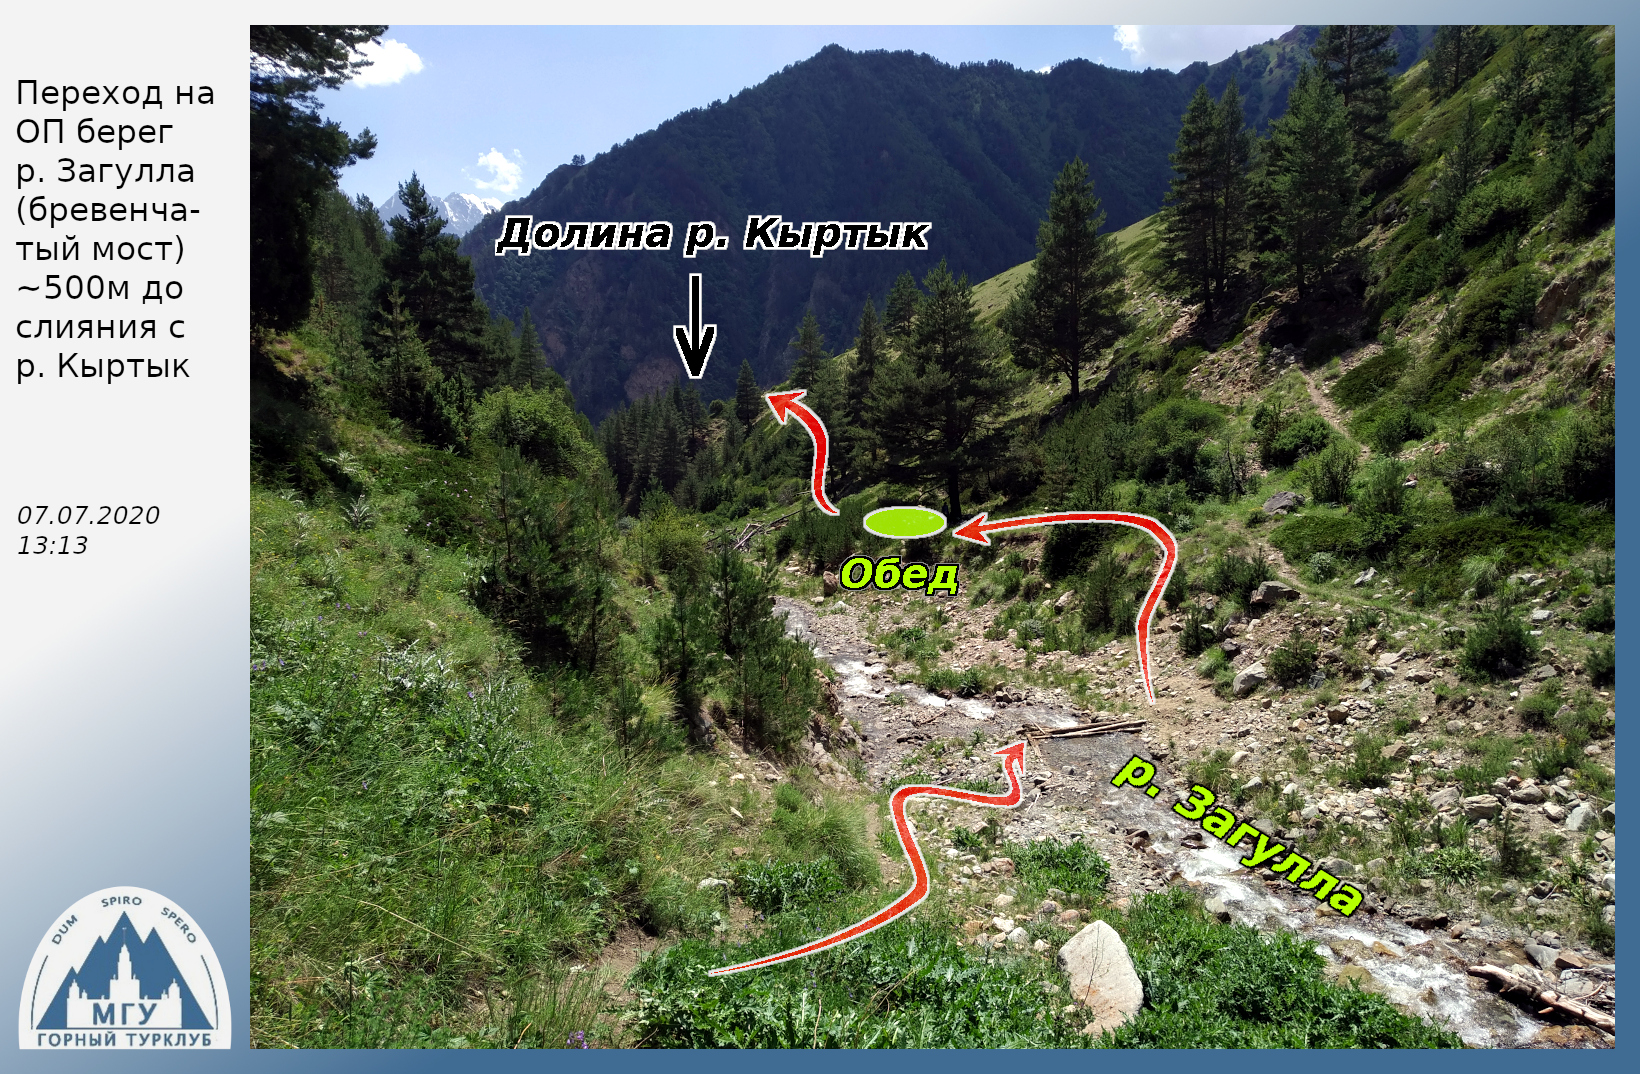 Переход на
ОП берег
р. Загулла
(бревенча-
тый мост)
~500м до
слияния с
р. Кыртык
07.07.2020
13:13
Долина р. Кыртык
Обед
р. Загулла
DUM SPIRO SPERO
МГУ
ГОРНЫЙ ТУРКЛУБ